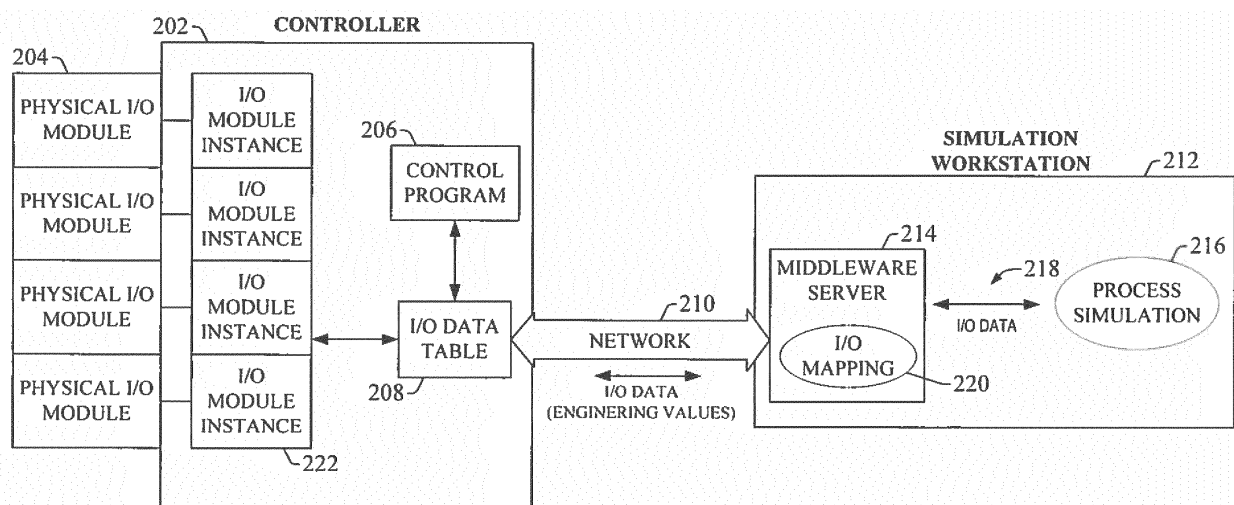 CONTROLLER
202
204
PHYSICAL I/O
MODULE
PHYSICAL I/O
MODULE
PHYSICAL I/O
MODULE
PHYSICAL I/O
MODULE
I/O
MODULE
INSTANCE
I/O
MODULE
INSTANCE
I/O
MODULE
INSTANCE
I/O
MODULE
INSTANCE
222
206
CONTROL
PROGRAM
I/O DATA
TABLE
208
210
NETWORK
I/O DATA
(ENGINERING VALUES)
SIMULATION
WORKSTATION
212
214
MIDDLEWARE
SERVER
I/O
MAPPING
220
218
I/O DATA
216
PROCESS
SIMULATION